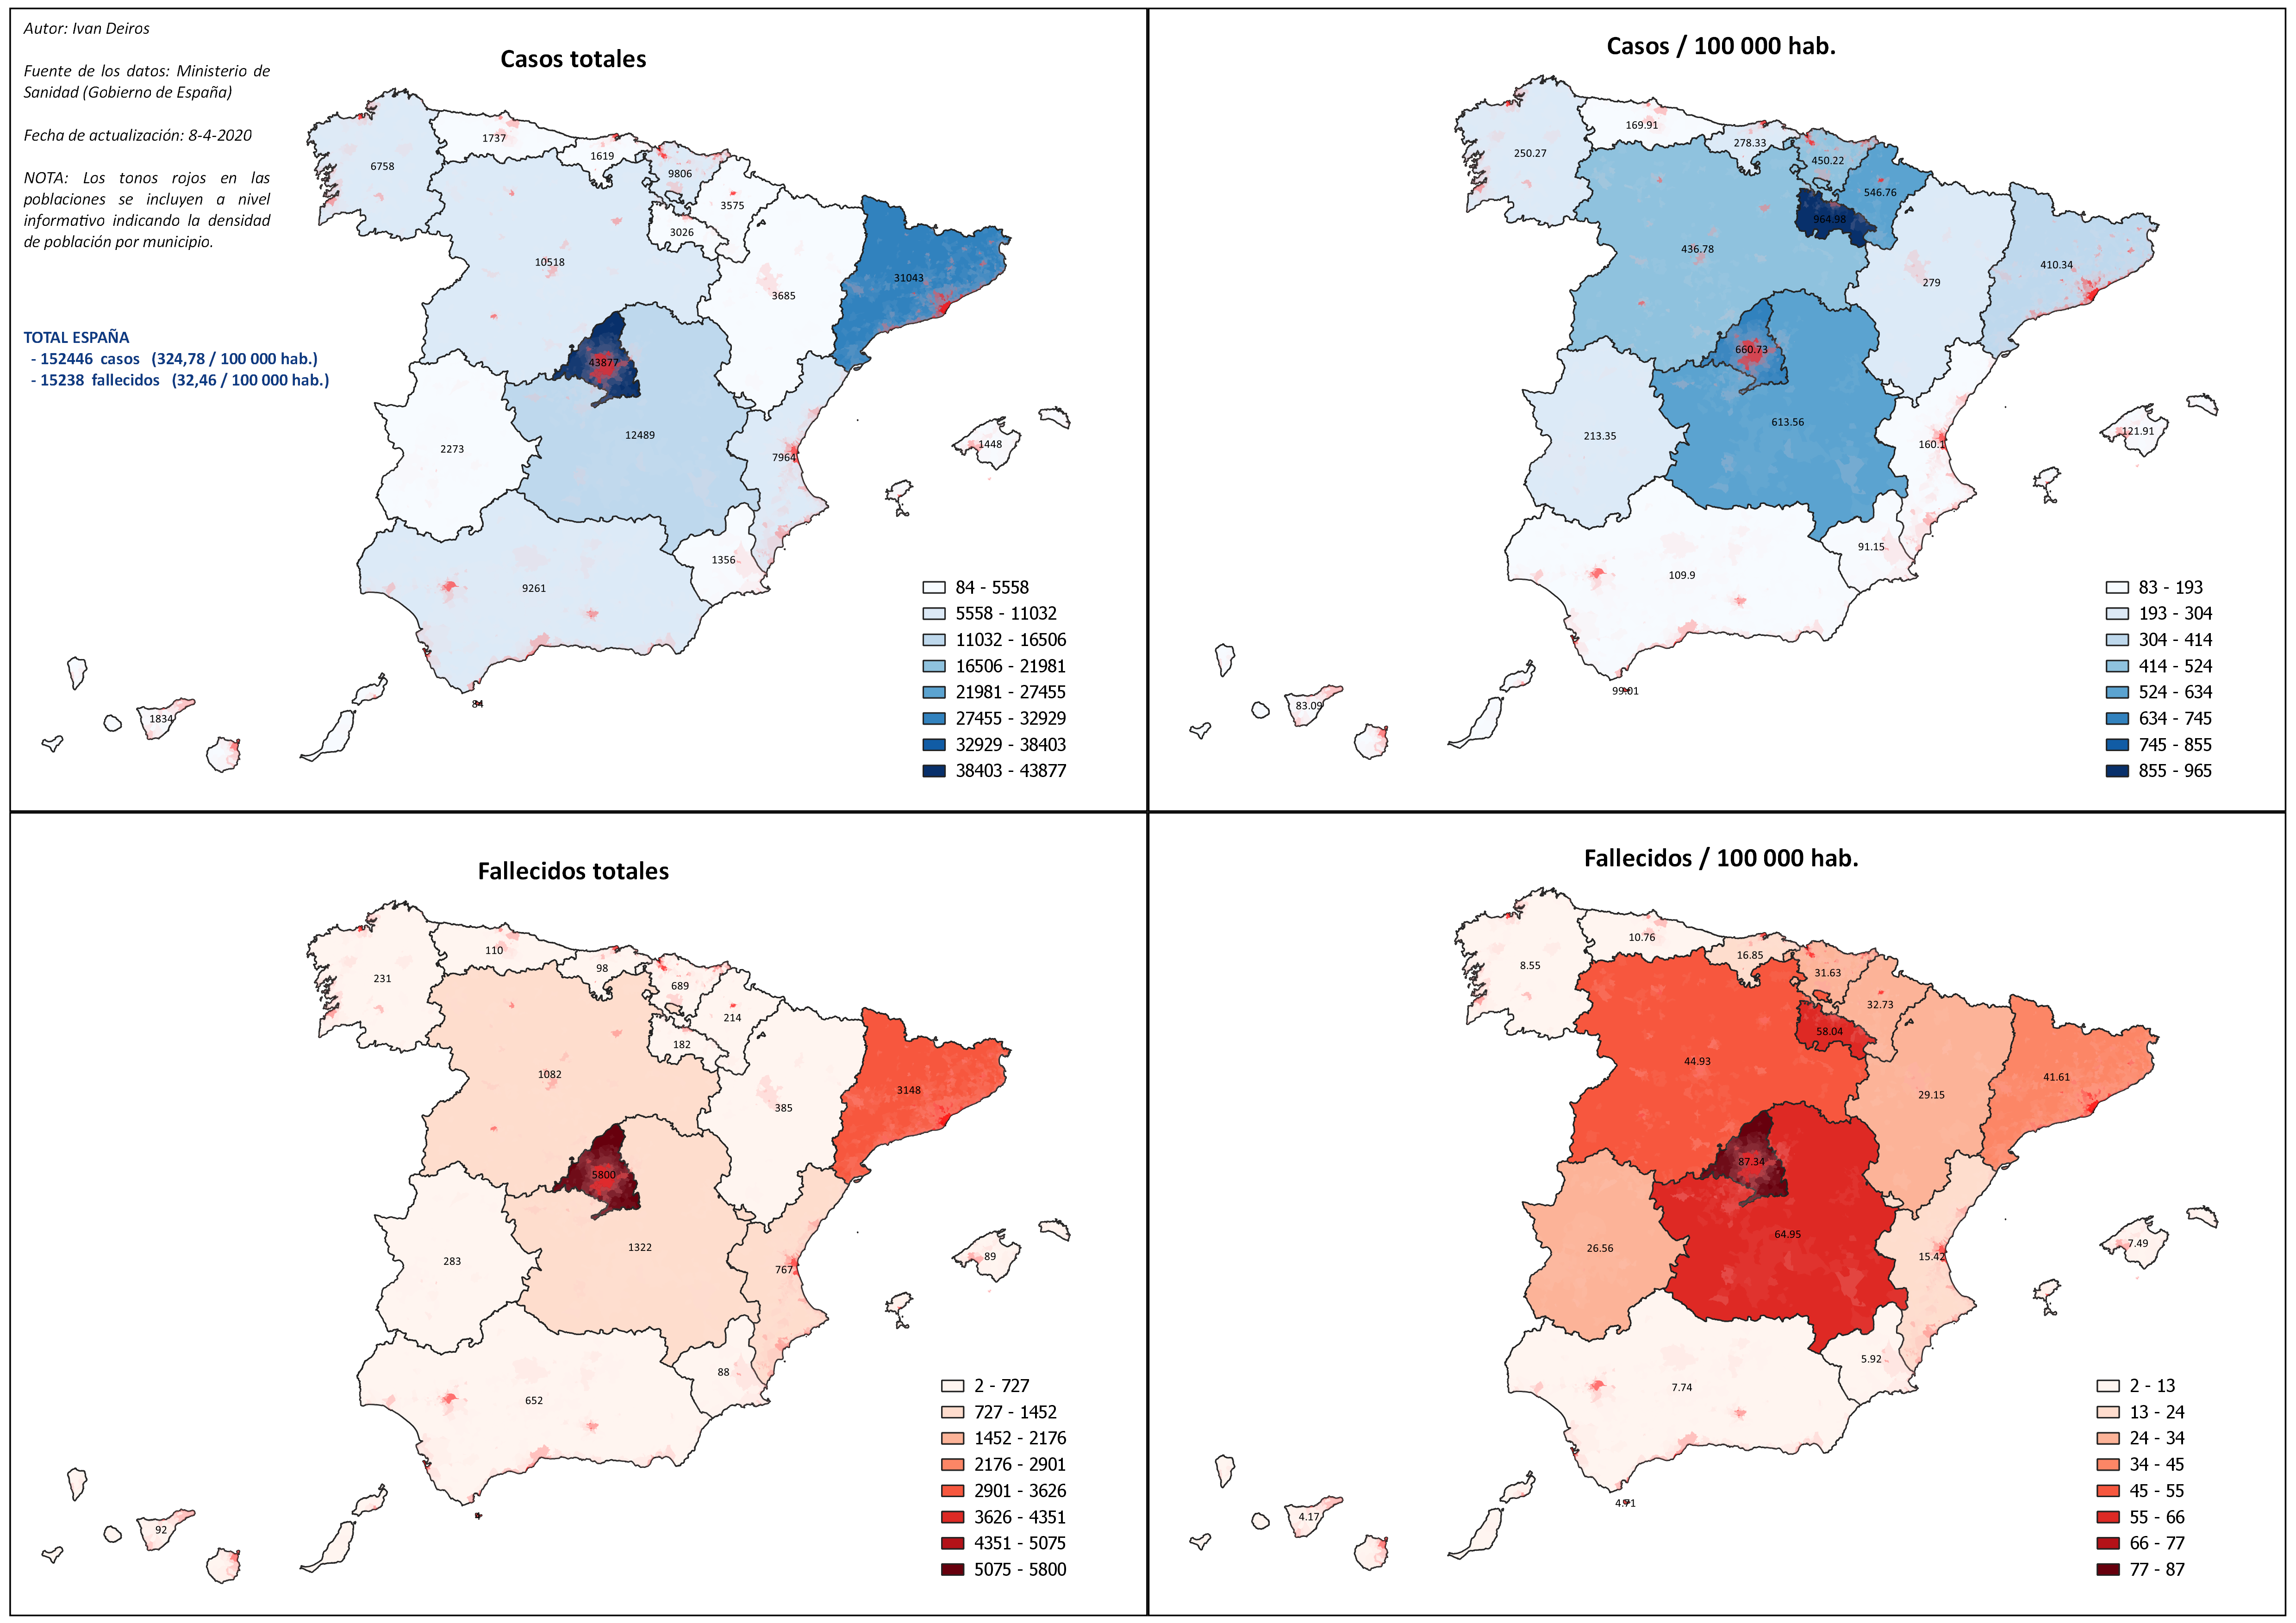 Autor: Ivan Deiros
Fuente de los datos: Ministerio de
Sanidad (Gobierno de España)
Fecha de actualización: 8-4-2020
NOTA: Los tonos rojos en las
poblaciones se incluyen a nivel
informativo indicando la densidad
de población por municipio.
TOTAL ESPAÑA
- 152446 casos (324,78 / 100 000 hab.)
- 15238 fallecidos (32,46 / 100 000 hab.)
Casos totales
1737
1619
6758
9806
3575
3026
10518
31043
3685
43877
12489
1448
2273
7964
1356
9261
84
1834
84 - 5558
5558 - 11032
11032 - 16506
16506 - 21981
21981 - 27455
27455 - 32929
32929 - 38403
38403 - 43877
Casos / 100 000 hab.
169.91
278.33
250.27
450.22
546.76
964.98
436.78
410.34
279
660.73
613.56
121.91
213.35
160.1
91.15
109.9
99.01
83.09
83 - 193
193 - 304
304 - 414
414 - 524
524 - 634
634 - 745
745 - 855
855 - 965
Fallecidos totales
110
98
231
689
214
182
1082
3148
385
5800
1322
89
283
767
88
652
92
2 - 727
727 - 1452
1452 - 2176
2176 - 2901
2901 - 3626
3626 - 4351
4351 - 5075
5075 - 5800
Fallecidos / 100 000 hab.
10.76
16.85
8.55
31.63
32.73
58.04
44.93
41.61
29.15
87.34
64.95
7.49
26.56
15.42
5.92
7.74
4.71
4.17
2 - 13
13 - 24
24 - 34
34 - 45
45 - 55
55 - 66
66 - 77
77 - 87